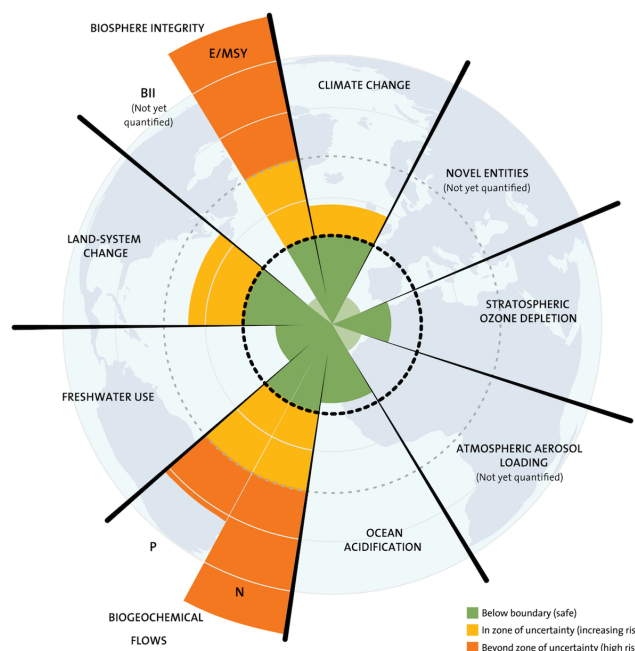 BIOSPHERE INTEGRITY
E/MSY
CLIMATE CHANGE
BII
(Not yet
quantified)
NOVEL ENTITIES
(Not yet quantified)
LAND-SYSTEM
CHANGE
STRATOSPHERIC
OZONE DEPLETION
FRESHWATER USE
ATMOSPHERIC AEROSOL
LOADING
(Not yet quantified)
OCEAN
ACIDIFICATION
P
N
BIOGEOCHEMICAL
FLOWS
Below boundary (safe)
In zone of uncertainty (increasing ris
Beyond zone of uncertainty (high ris